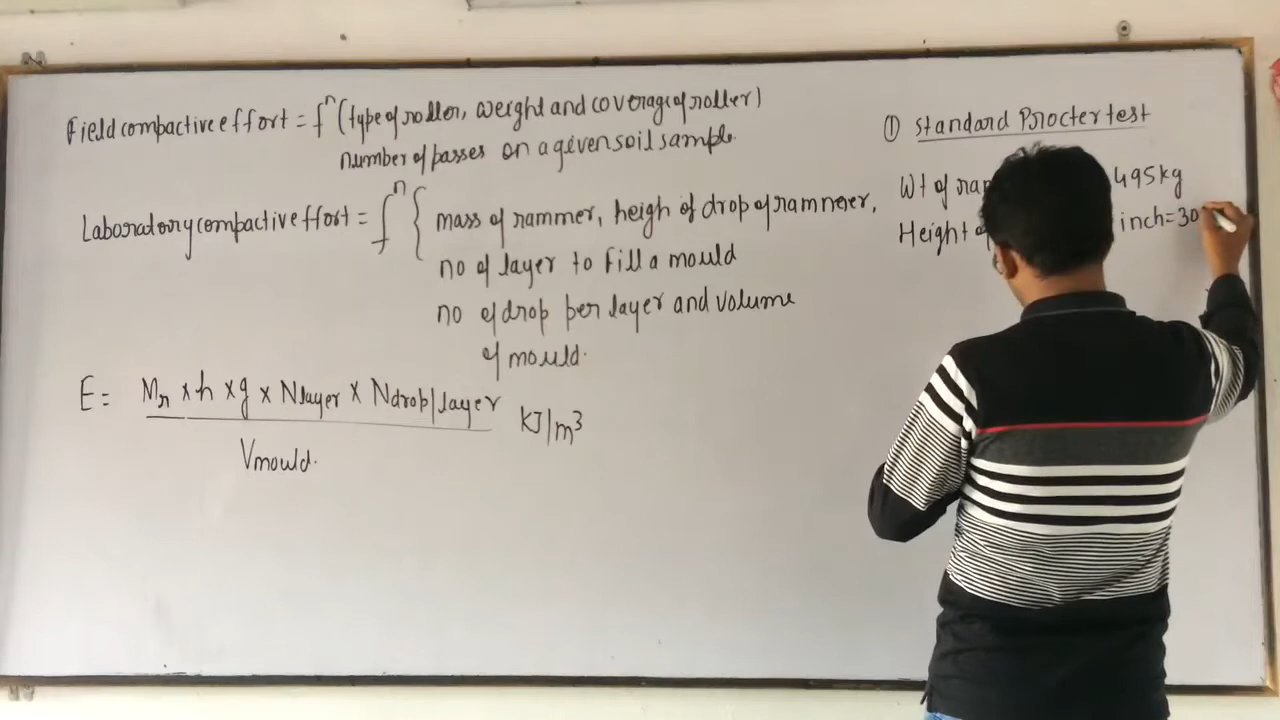 Field compactive effort = fⁿ (type of roller, weight and coverage of roller)
number of passes on a given soil sample.
Laboratory compactive effort = fⁿ { mass of rammer, heigh of drop of rammer,
no of layer to fill a mould
no of drop per layer and volume
of mould.
E = Mr × h × g × Nlayer × Ndrop/layer
Vmould.
KJ/m³
① Standard Procter test
Wt of 495kg
Height inch = 30